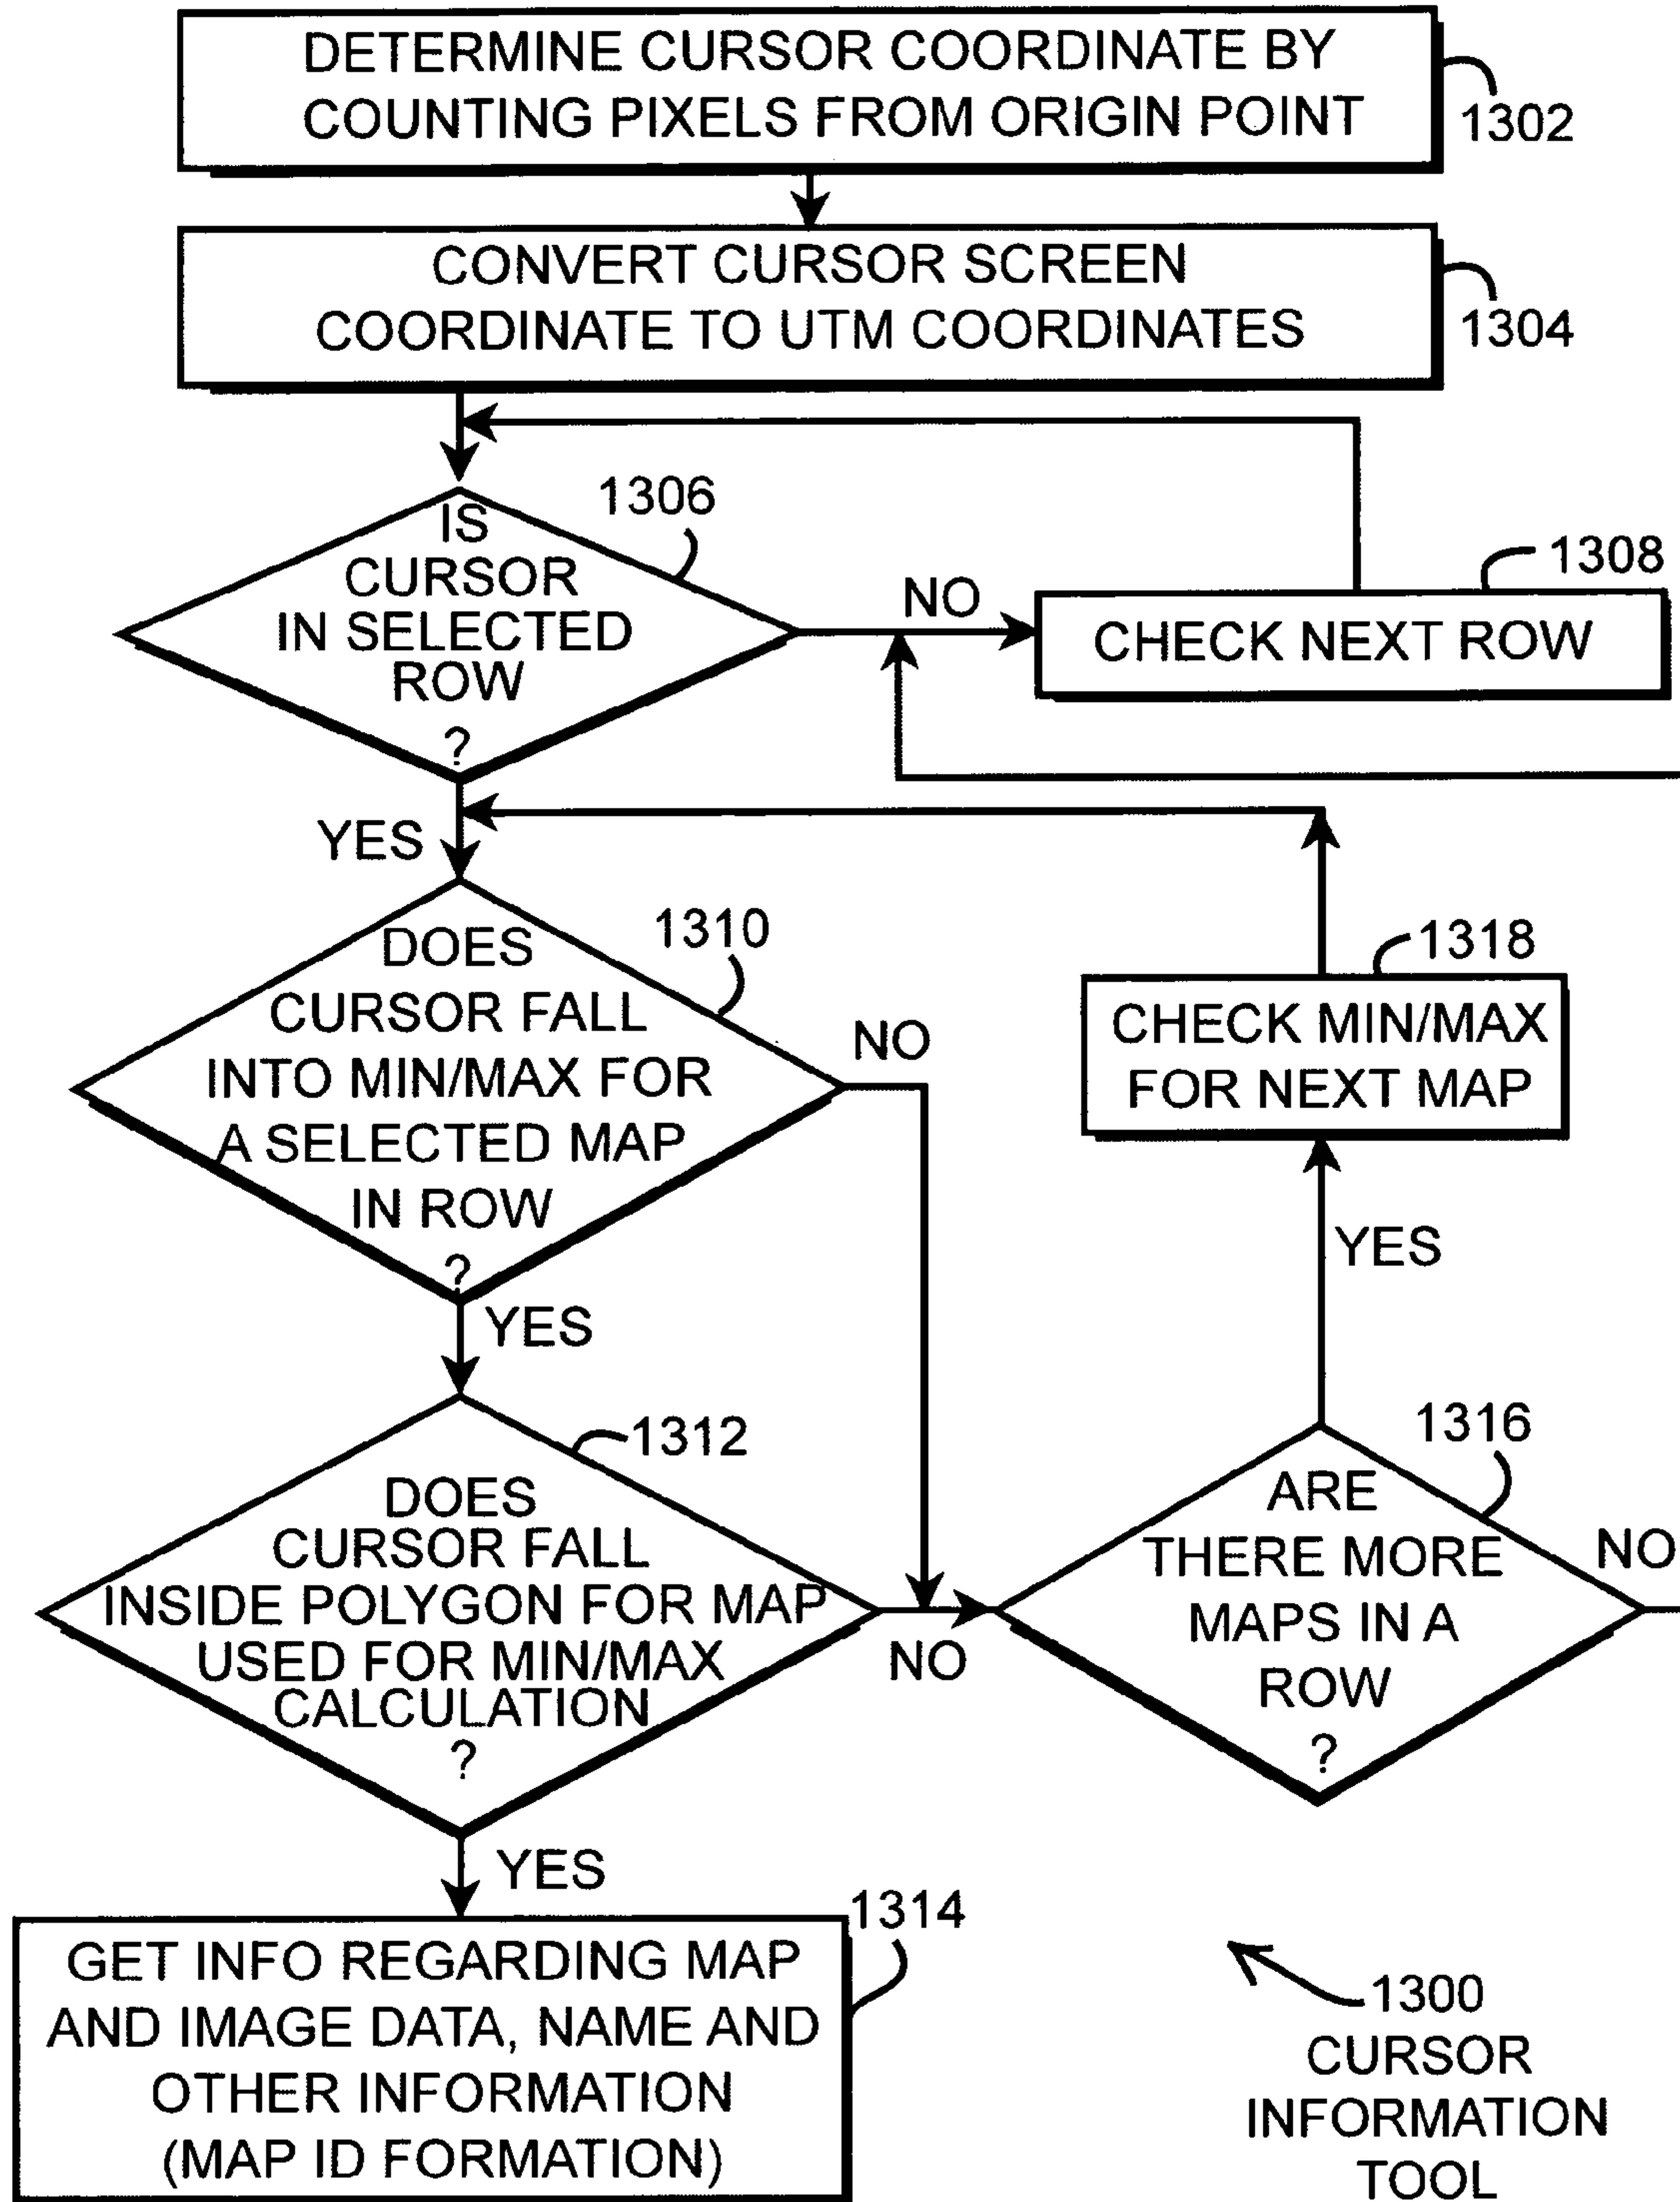 DETERMINE CURSOR COORDINATE BY
COUNTING PIXELS FROM ORIGIN POINT
1302
CONVERT CURSOR SCREEN
COORDINATE TO UTM COORDINATES
1304
IS
CURSOR
IN SELECTED
ROW
?
1306
NO
1308
CHECK NEXT ROW
YES
DOES
CURSOR FALL
INTO MIN/MAX FOR
A SELECTED MAP
IN ROW
?
1310
NO
1318
CHECK MIN/MAX
FOR NEXT MAP
YES
YES
DOES
CURSOR FALL
INSIDE POLYGON FOR MAP
USED FOR MIN/MAX
CALCULATION
?
1312
NO
1316
ARE
THERE MORE
MAPS IN A
ROW
?
NO
YES
1314
GET INFO REGARDING MAP
AND IMAGE DATA, NAME AND
OTHER INFORMATION
(MAP ID FORMATION)
1300
CURSOR
INFORMATION
TOOL